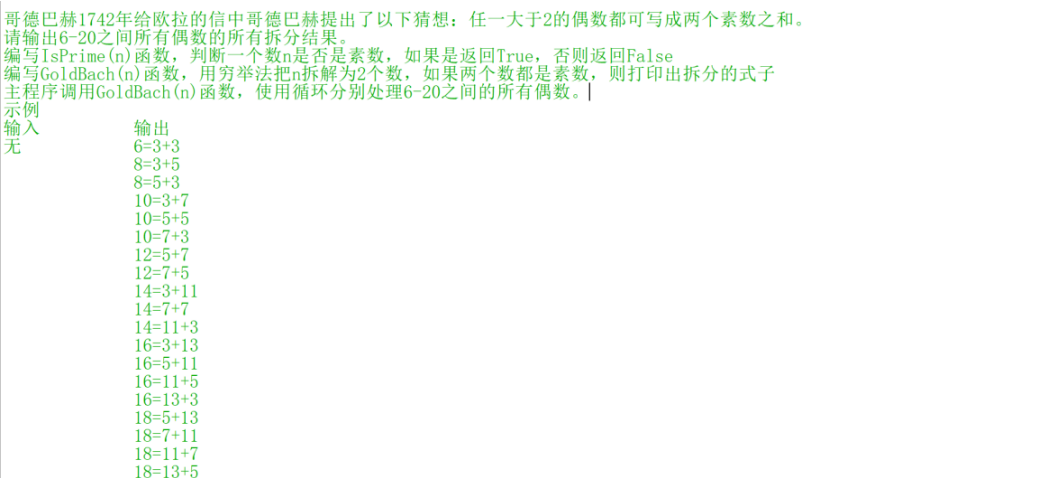 哥德巴赫1742年给欧拉的信中哥德巴赫提出了以下猜想：任一大于2的偶数都可写成两个素数之和。
请输出6-20之间所有偶数的所有拆分结果。
编写IsPrime(n)函数，判断一个数n是否是素数，如果是返回True，否则返回False
编写GoldBach(n)函数，用穷举法把n拆解为2个数，如果两个数都是素数，则打印出拆分的式子
主程序调用GoldBach(n)函数，使用循环分别处理6-20之间的所有偶数。
示例
输入 输出
无 6=3+3
8=3+5
8=5+3
10=3+7
10=5+5
10=7+3
12=5+7
12=7+5
14=3+11
14=7+7
14=11+3
16=3+13
16=5+11
16=11+5
16=13+3
18=5+13
18=7+11
18=11+7
18=13+5